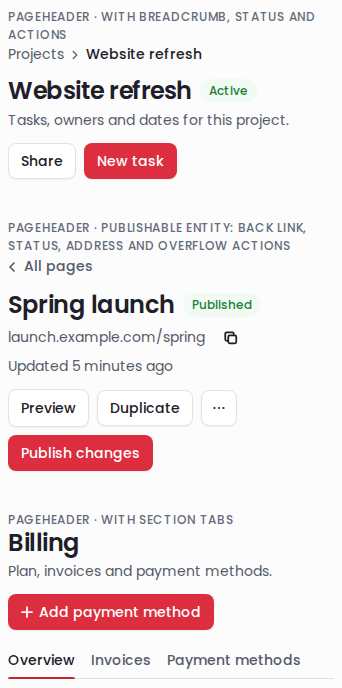 PAGEHEADER · WITH BREADCRUMB, STATUS AND
ACTIONS
Projects > Website refresh
Website refresh Active
Tasks, owners and dates for this project.
Share New task
PAGEHEADER · PUBLISHABLE ENTITY: BACK LINK,
STATUS, ADDRESS AND OVERFLOW ACTIONS
< All pages
Spring launch Published
launch.example.com/spring
Updated 5 minutes ago
Preview Duplicate ...
Publish changes
PAGEHEADER · WITH SECTION TABS
Billing
Plan, invoices and payment methods.
+ Add payment method
Overview Invoices Payment methods